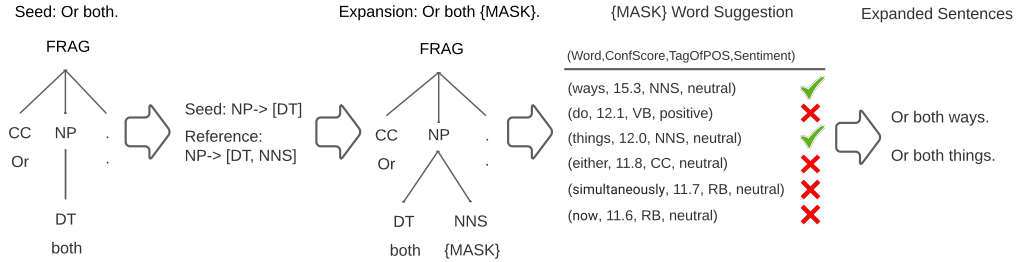 Seed: Or both.
FRAG
CC NP .
Or .
DT
both
Seed: NP-> [DT]
Reference:
NP-> [DT, NNS]
Expansion: Or both {MASK}.
FRAG
CC NP .
Or .
DT NNS
both {MASK}
{MASK} Word Suggestion
(Word,ConfScore,TagOfPOS,Sentiment)
(ways, 15.3, NNS, neutral)
(do, 12.1, VB, positive)
(things, 12.0, NNS, neutral)
(either, 11.8, CC, neutral)
(simultaneously, 11.7, RB, neutral)
(now, 11.6, RB, neutral)
Expanded Sentences
Or both ways.
Or both things.